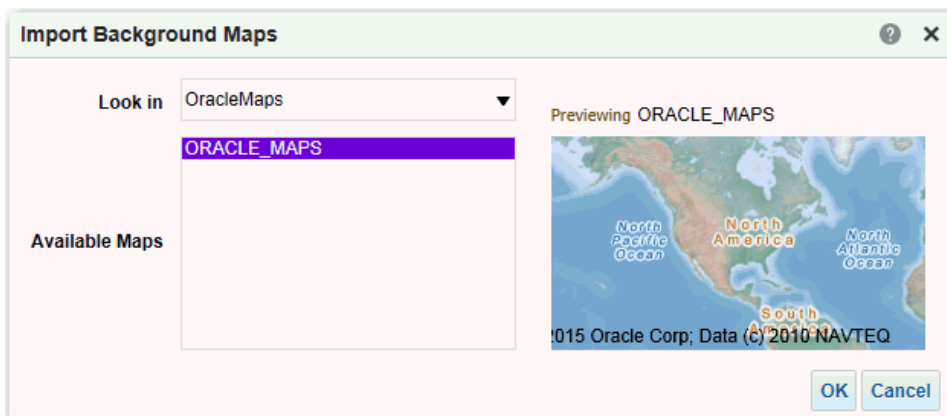 Import Background Maps
Look in OracleMaps
Previewing ORACLE_MAPS
ORACLE_MAPS
Available Maps
North
Pacific
Ocean
North
America
North
Atlantic
Ocean
South
America
2015 Oracle Corp; Data (c) 2010 NAVTEQ
OK Cancel